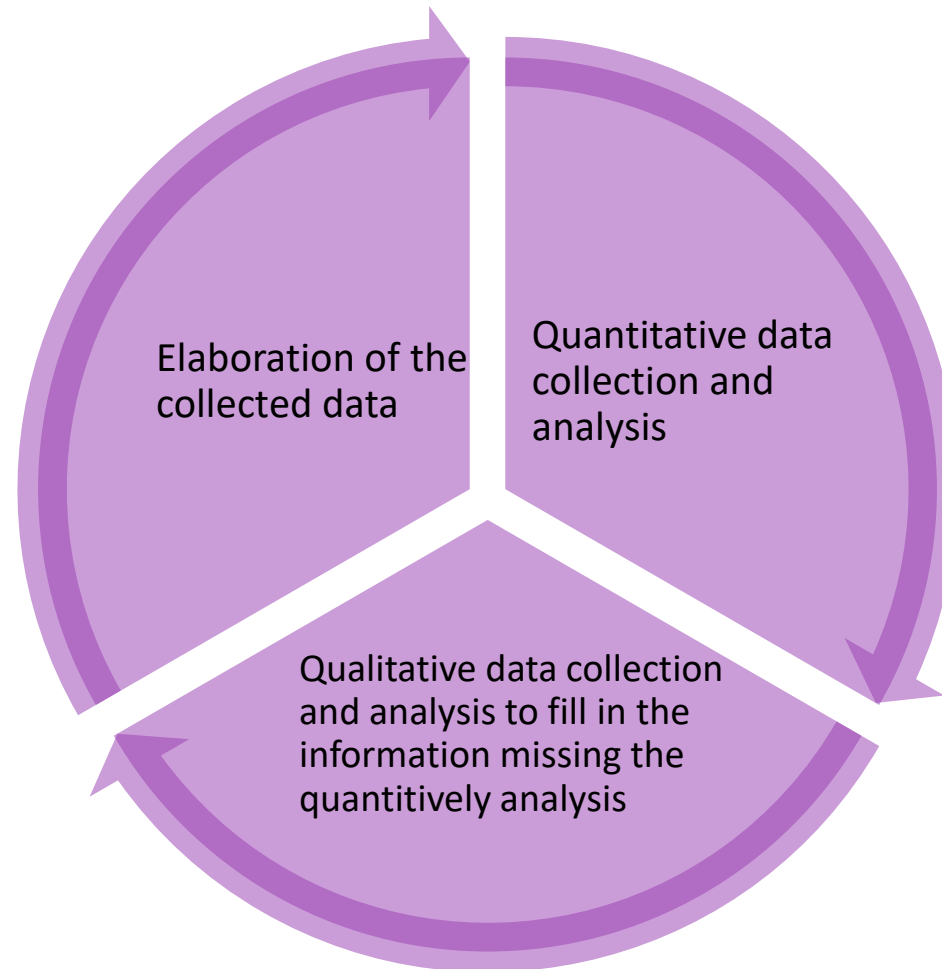 Quantitative data
collection and
analysis
Qualitative data collection
and analysis to fill in the
information missing the
quantitively analysis
Elaboration of the
collected data